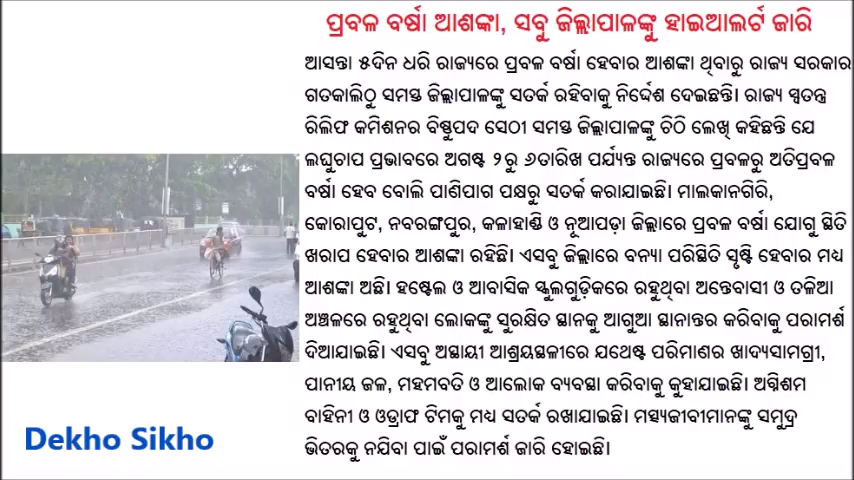 ପ୍ରବଳ ବର୍ଷା ଆଶଙ୍କା, ସବୁ ଜିଲ୍ଲାପାଳଙ୍କୁ ହାଇଆଲର୍ଟ ଜାରି
ଆସନ୍ତା ୫ଦିନ ଧରି ରାଜ୍ୟରେ ପ୍ରବଳ ବର୍ଷା ହେବାର ଆଶଙ୍କା ଥିବାରୁ ରାଜ୍ୟ ସରକାର
ଗତକାଲିଠୁ ସମସ୍ତ ଜିଲ୍ଲାପାଳଙ୍କୁ ସତର୍କ ରହିବାକୁ ନିର୍ଦ୍ଦେଶ ଦେଇଛନ୍ତି। ରାଜ୍ୟ ସ୍ୱତନ୍ତ୍ର
ରିଲିଫ କମିଶନର ବିଷ୍ଣୁପଦ ସେଠୀ ସମସ୍ତ ଜିଲ୍ଲାପାଳଙ୍କୁ ଚିଠି ଲେଖି କହିଛନ୍ତି ଯେ
ଲଘୁଚାପ ପ୍ରଭାବରେ ଅଗଷ୍ଟ ୨ରୁ ୬ତାରିଖ ପର୍ଯ୍ୟନ୍ତ ରାଜ୍ୟରେ ପ୍ରବଳରୁ ଅତିପ୍ରବଳ
ବର୍ଷା ହେବ ବୋଲି ପାଣିପାଗ ପକ୍ଷରୁ ସତର୍କ କରାଯାଇଛି। ମାଲକାନଗିରି,
କୋରାପୁଟ, ନବରଙ୍ଗପୁର, କଳାହାଣ୍ଡି ଓ ନୂଆପଡ଼ା ଜିଲ୍ଲାରେ ପ୍ରବଳ ବର୍ଷା ଯୋଗୁ ସ୍ଥିତି
ଖରାପ ହେବାର ଆଶଙ୍କା ରହିଛି। ଏସବୁ ଜିଲ୍ଲାରେ ବନ୍ୟା ପରିସ୍ଥିତି ସୃଷ୍ଟି ହେବାର ମଧ୍ୟ
ଆଶଙ୍କା ଅଛି। ହଷ୍ଟେଲ ଓ ଆବାସିକ ସ୍କୁଲଗୁଡ଼ିକରେ ରହୁଥିବା ଅନ୍ତେବାସୀ ଓ ତଳିଆ
ଅଞ୍ଚଳରେ ରହୁଥିବା ଲୋକଙ୍କୁ ସୁରକ୍ଷିତ ସ୍ଥାନକୁ ଆଗୁଆ ସ୍ଥାନାନ୍ତର କରିବାକୁ ପରାମର୍ଶ
ଦିଆଯାଇଛି। ଏସବୁ ଅସ୍ଥାୟୀ ଆଶ୍ରୟସ୍ଥଳୀରେ ଯଥେଷ୍ଟ ପରିମାଣର ଖାଦ୍ୟସାମଗ୍ରୀ,
ପାନୀୟ ଜଳ, ମହମବତି ଓ ଆଲୋକ ବ୍ୟବସ୍ଥା କରିବାକୁ କୁହାଯାଇଛି। ଅଗ୍ନିଶମ
ବାହିନୀ ଓ ଓଡ୍ରାଫ ଟିମକୁ ମଧ୍ୟ ସତର୍କ ରଖାଯାଇଛି। ମତ୍ସ୍ୟଜୀବୀମାନଙ୍କୁ ସମୁଦ୍ର
ଭିତରକୁ ନଯିବା ପାଇଁ ପରାମର୍ଶ ଜାରି ହୋଇଛି।
Dekho Sikho